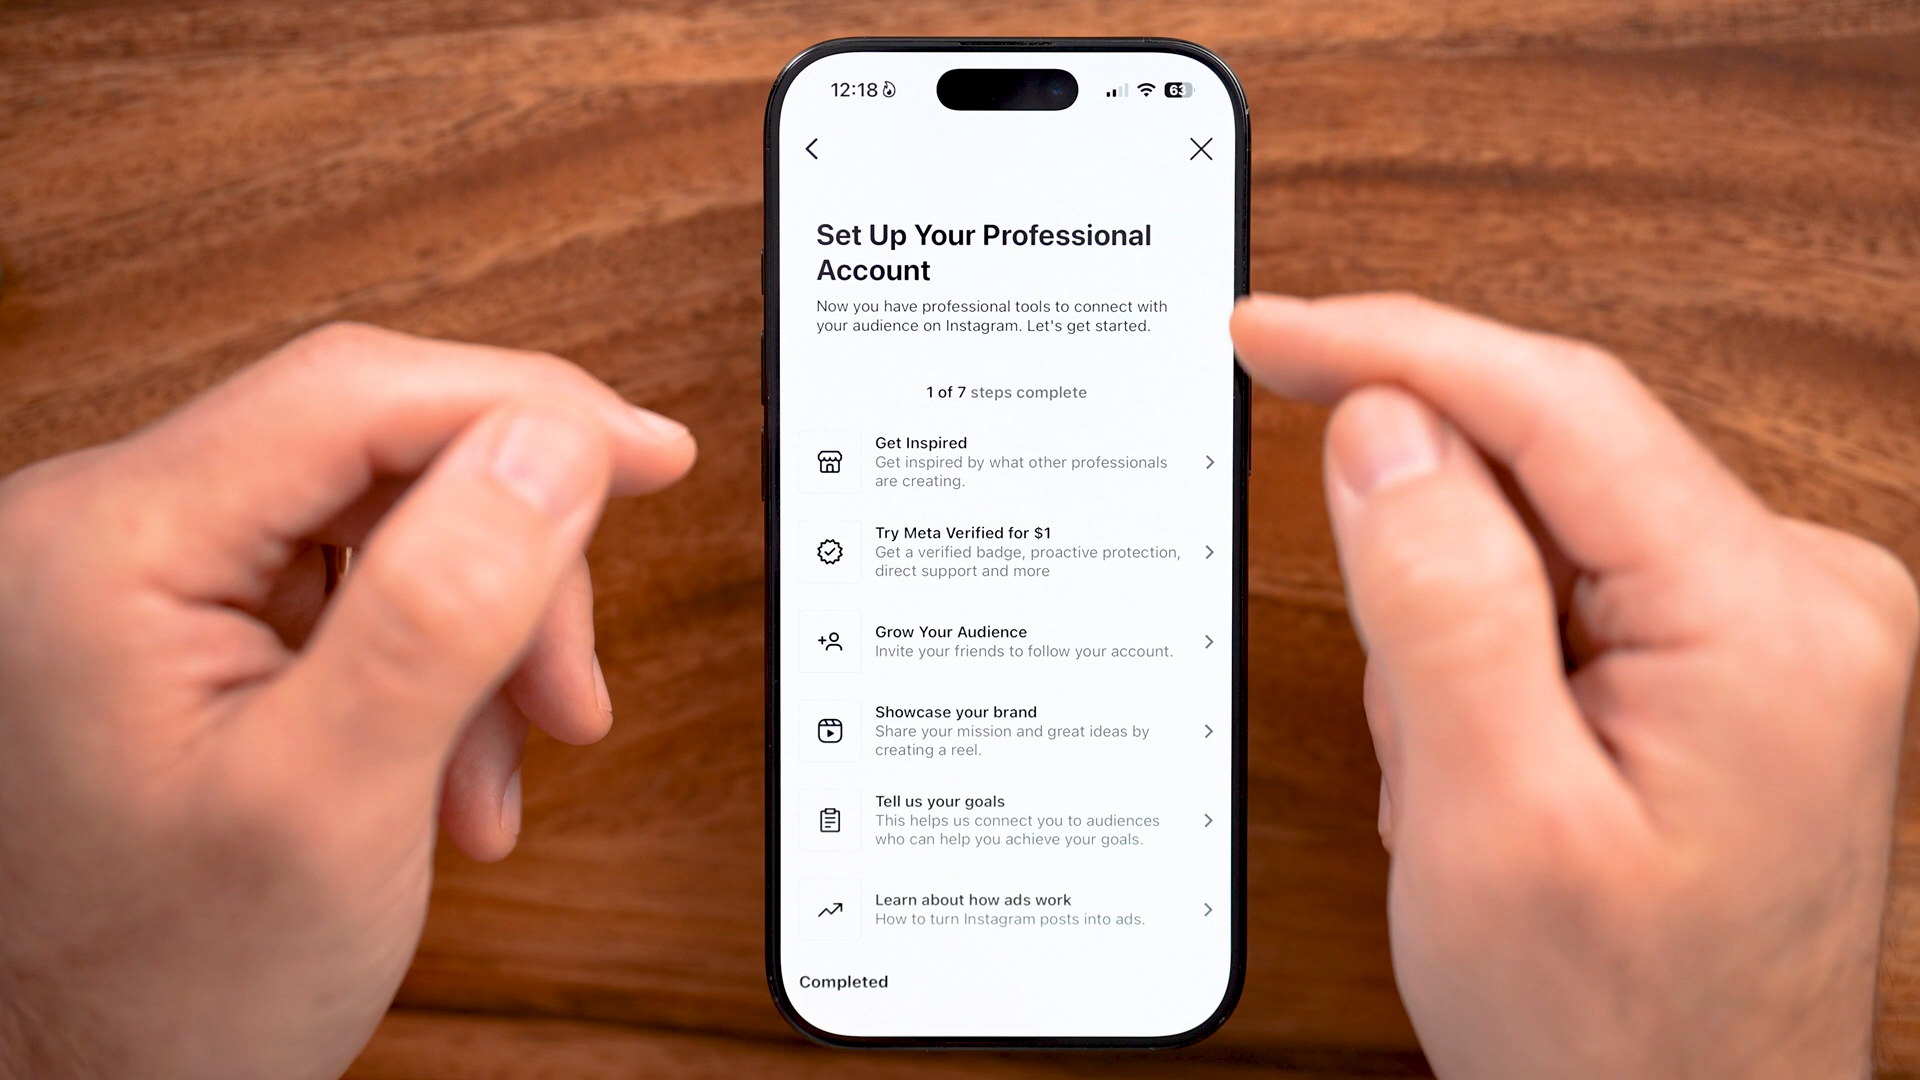 12:18
63
Set Up Your Professional
Account
Now you have professional tools to connect with
your audience on Instagram. Let's get started.
1 of 7 steps complete
Get Inspired
Get inspired by what other professionals
are creating.
Try Meta Verified for $1
Get a verified badge, proactive protection,
direct support and more
Grow Your Audience
Invite your friends to follow your account.
Showcase your brand
Share your mission and great ideas by
creating a reel.
Tell us your goals
This helps us connect you to audiences
who can help you achieve your goals.
Learn about how ads work
How to turn Instagram posts into ads.
Completed